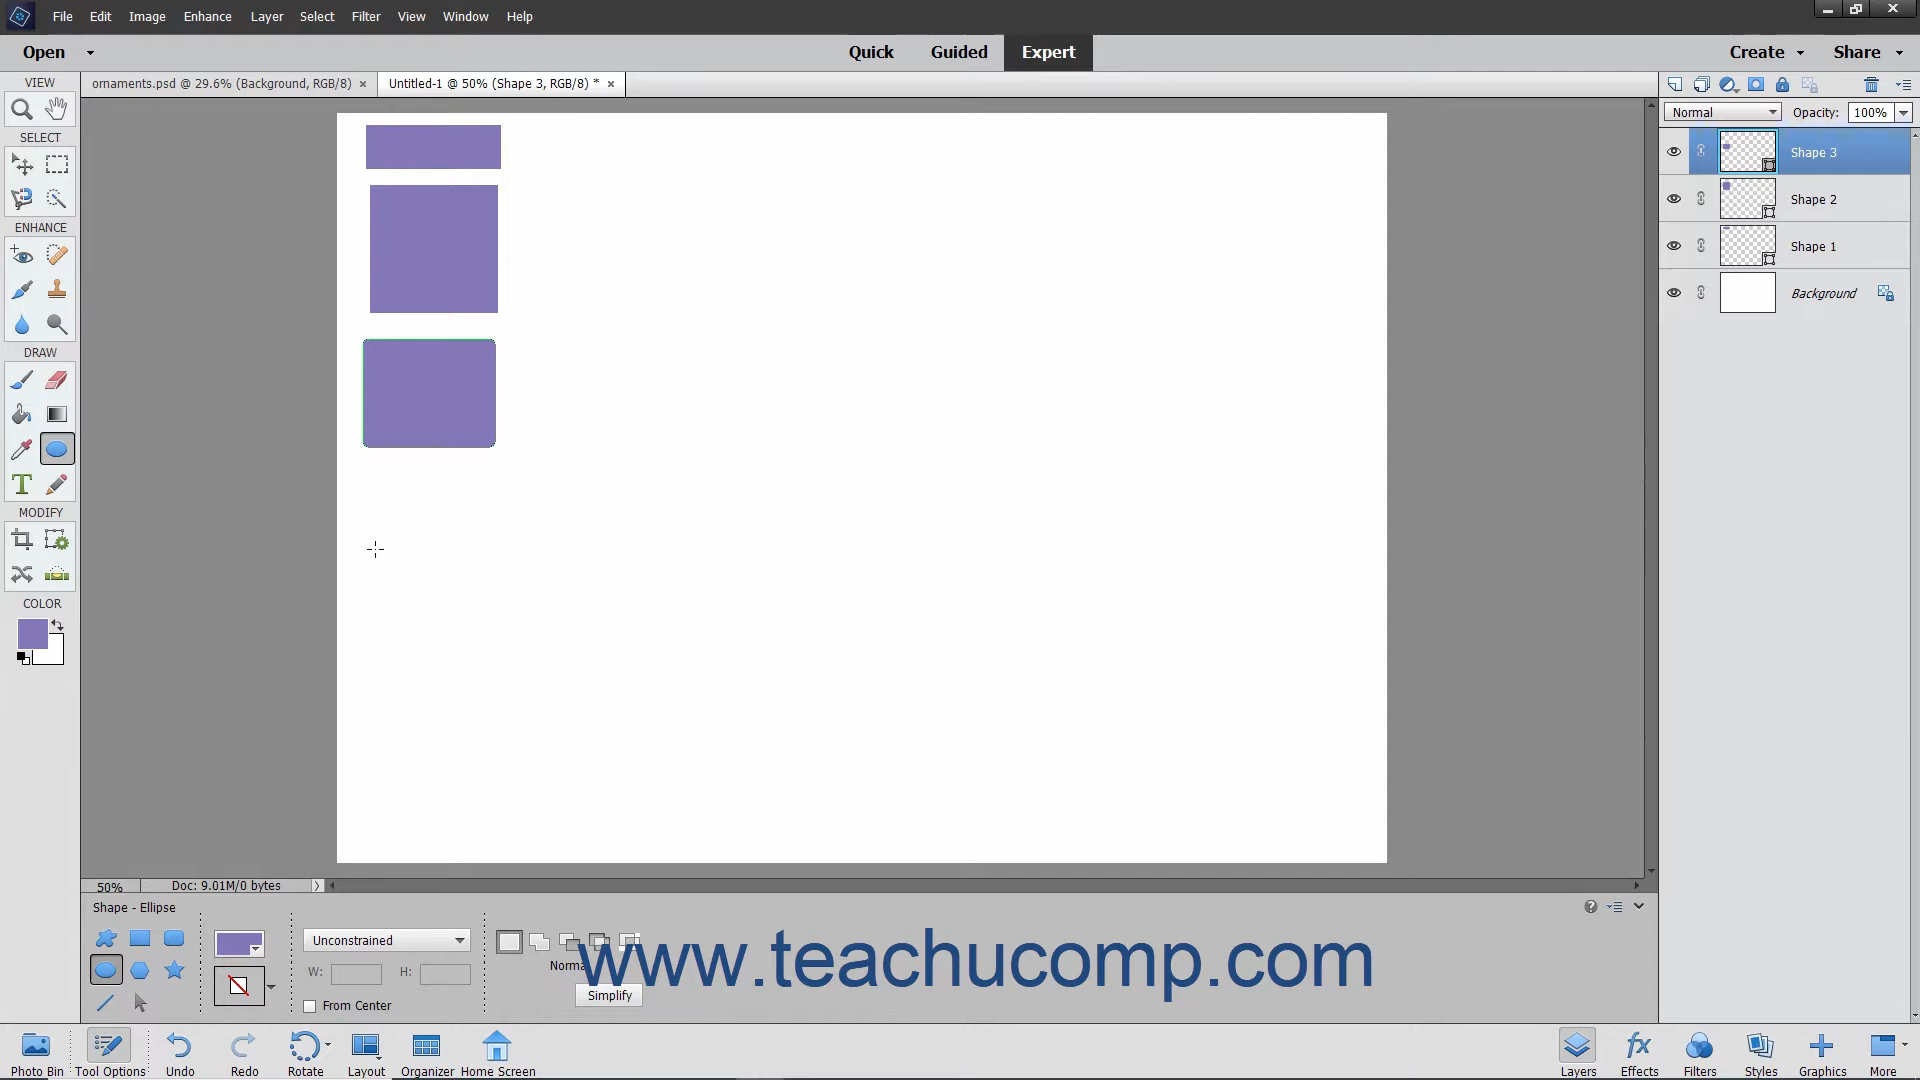 File Edit Image Enhance Layer Select Filter View Window Help
Open Quick Guided Expert Create Share
VIEW
ornaments.psd @ 29.6% (Background, RGB/8) × Untitled-1 @ 50% (Shape 3, RGB/8) * ×
Normal Opacity: 100%
SELECT
Shape 3
Shape 2
ENHANCE
Shape 1
Background
DRAW
T
MODIFY
COLOR
50% Doc: 9.01M/0 bytes
Shape - Ellipse
Unconstrained
W: H:
Normal
From Center
Simplify
www.teachucomp.com
Photo Bin Tool Options Undo Redo Rotate Layout Organizer Home Screen
fx
Layers Effects Filters Styles Graphics More